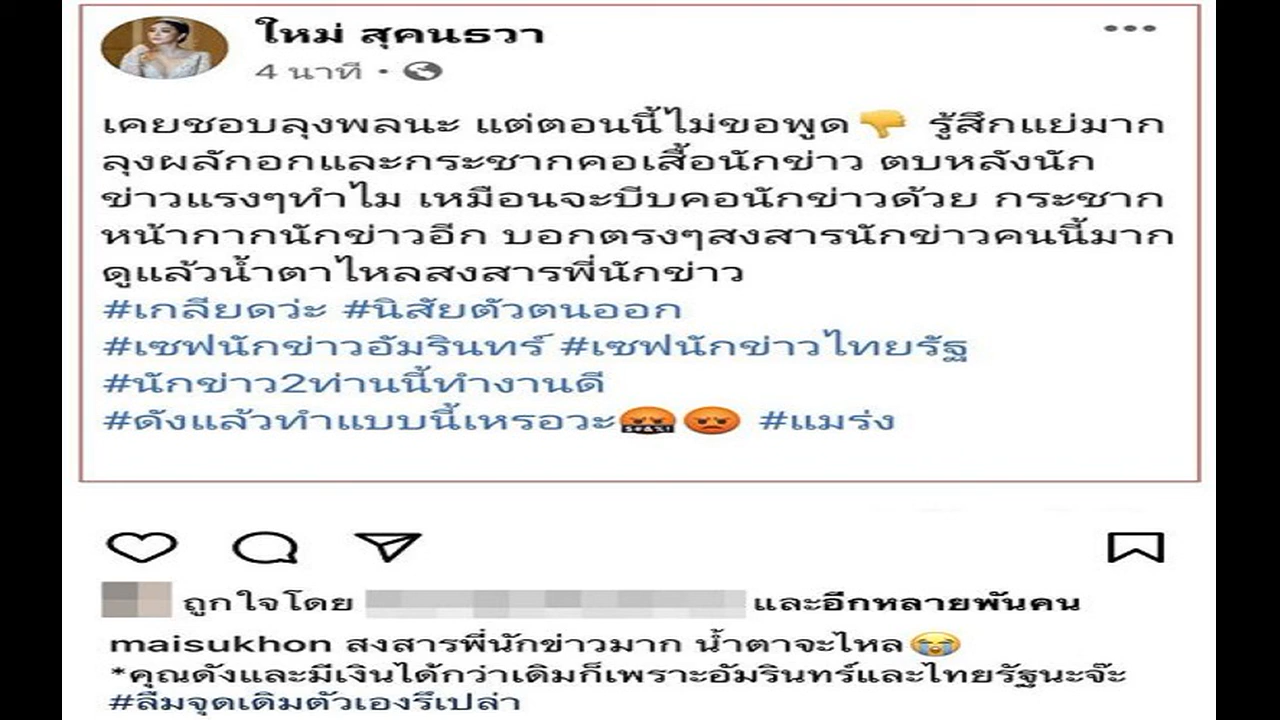 ใหม่ สุคนธวา
4 นาที ·
เคยชอบลุงพลนะ แต่ตอนนี้ไม่ขอพูด👎 รู้สึกแย่มาก
ลุงผลักอกและกระชากคอเสื้อนักข่าว ตบหลังนัก
ข่าวแรงๆทำไม เหมือนจะบีบคอนักข่าวด้วย กระชาก
หน้ากากนักข่าวอีก บอกตรงๆสงสารนักข่าวคนนี้มาก
ดูแล้วน้ำตาไหลสงสารพี่นักข่าว
#เกลียดว่ะ #นิสัยตัวตนออก
#เซฟนักข่าวอัมรินทร์ #เซฟนักข่าวไทยรัฐ
#นักข่าว2ท่านนี้ทำงานดี
#ดังแล้วทำแบบนี้เหรอวะ🤬😡 #แมร่ง
ถูกใจโดย และอีกหลายพันคน
maisukhon สงสารพี่นักข่าวมาก น้ำตาจะไหล😭
*คุณดังและมีเงินได้กว่าเดิมก็เพราะอัมรินทร์และไทยรัฐนะจ๊ะ
#ลืมจุดเดิมตัวเองรึเปล่า